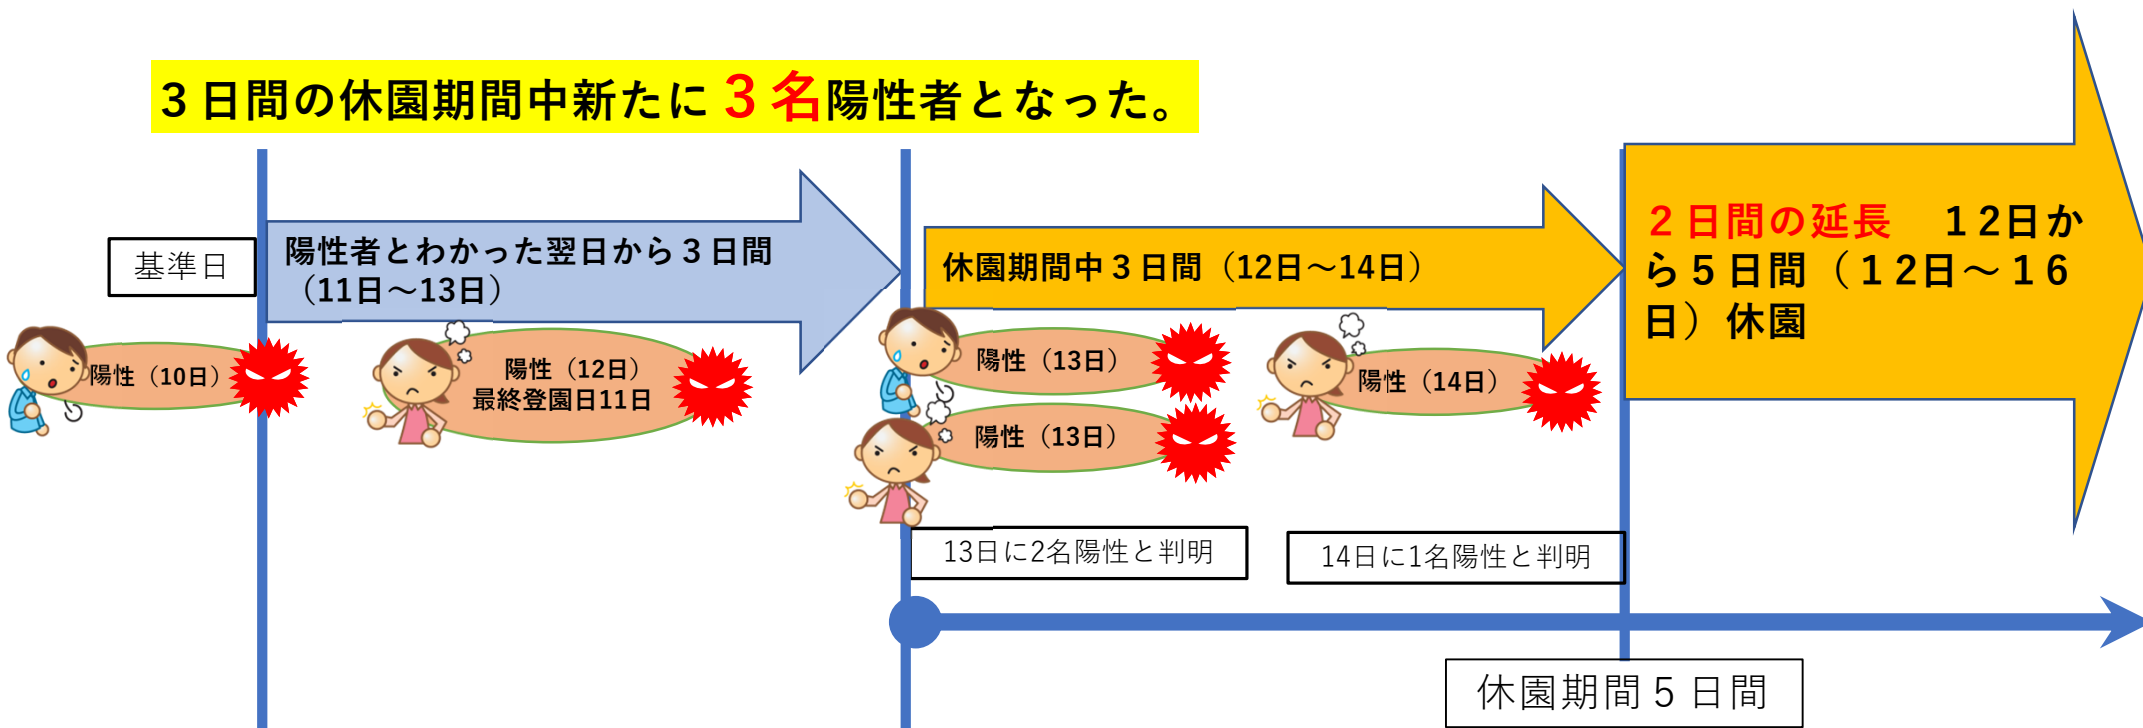 ３日間の休園期間中新たに３名陽性者となった。
基準日
陽性者とわかった翌日から３日間
（11日～13日）
休園期間中３日間（12日～14日）
２日間の延長　１２日か
ら５日間（１２日～１６
日）休園
陽性（10日）
陽性（12日）
最終登園日11日
陽性（13日）
陽性（13日）
陽性（14日）
13日に2名陽性と判明
14日に1名陽性と判明
休園期間５日間